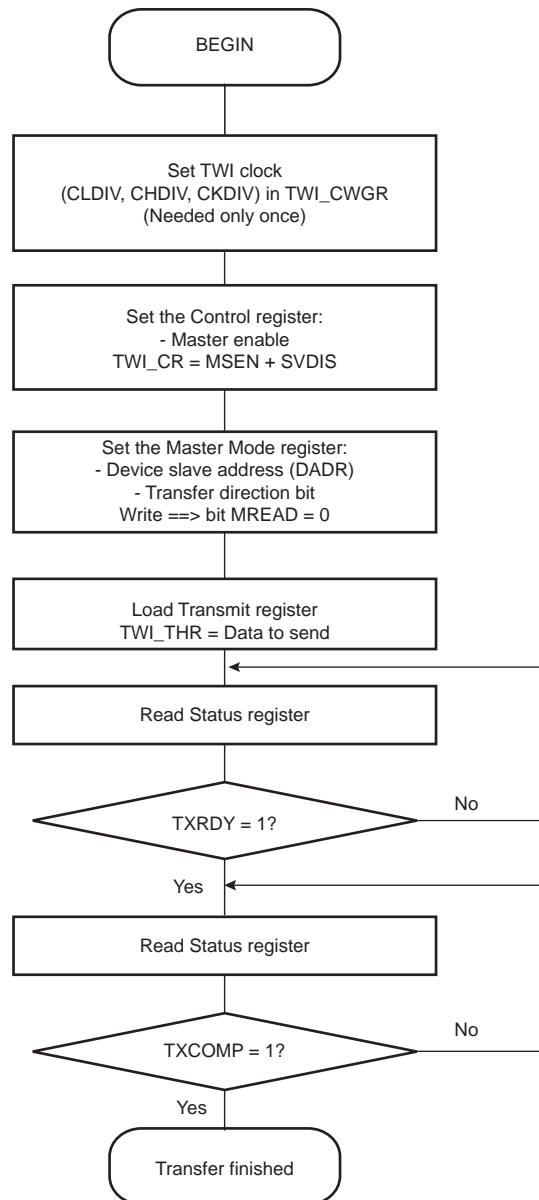 BEGIN
Set TWI clock
(CLDIV, CHDIV, CKDIV) in TWI_CWGR
(Needed only once)
Set the Control register:
- Master enable
TWI_CR = MSEN + SVDIS
Set the Master Mode register:
- Device slave address (DADR)
- Transfer direction bit
Write ==> bit MREAD = 0
Load Transmit register
TWI_THR = Data to send
Read Status register
TXRDY = 1?
No
Yes
Read Status register
TXCOMP = 1?
No
Yes
Transfer finished